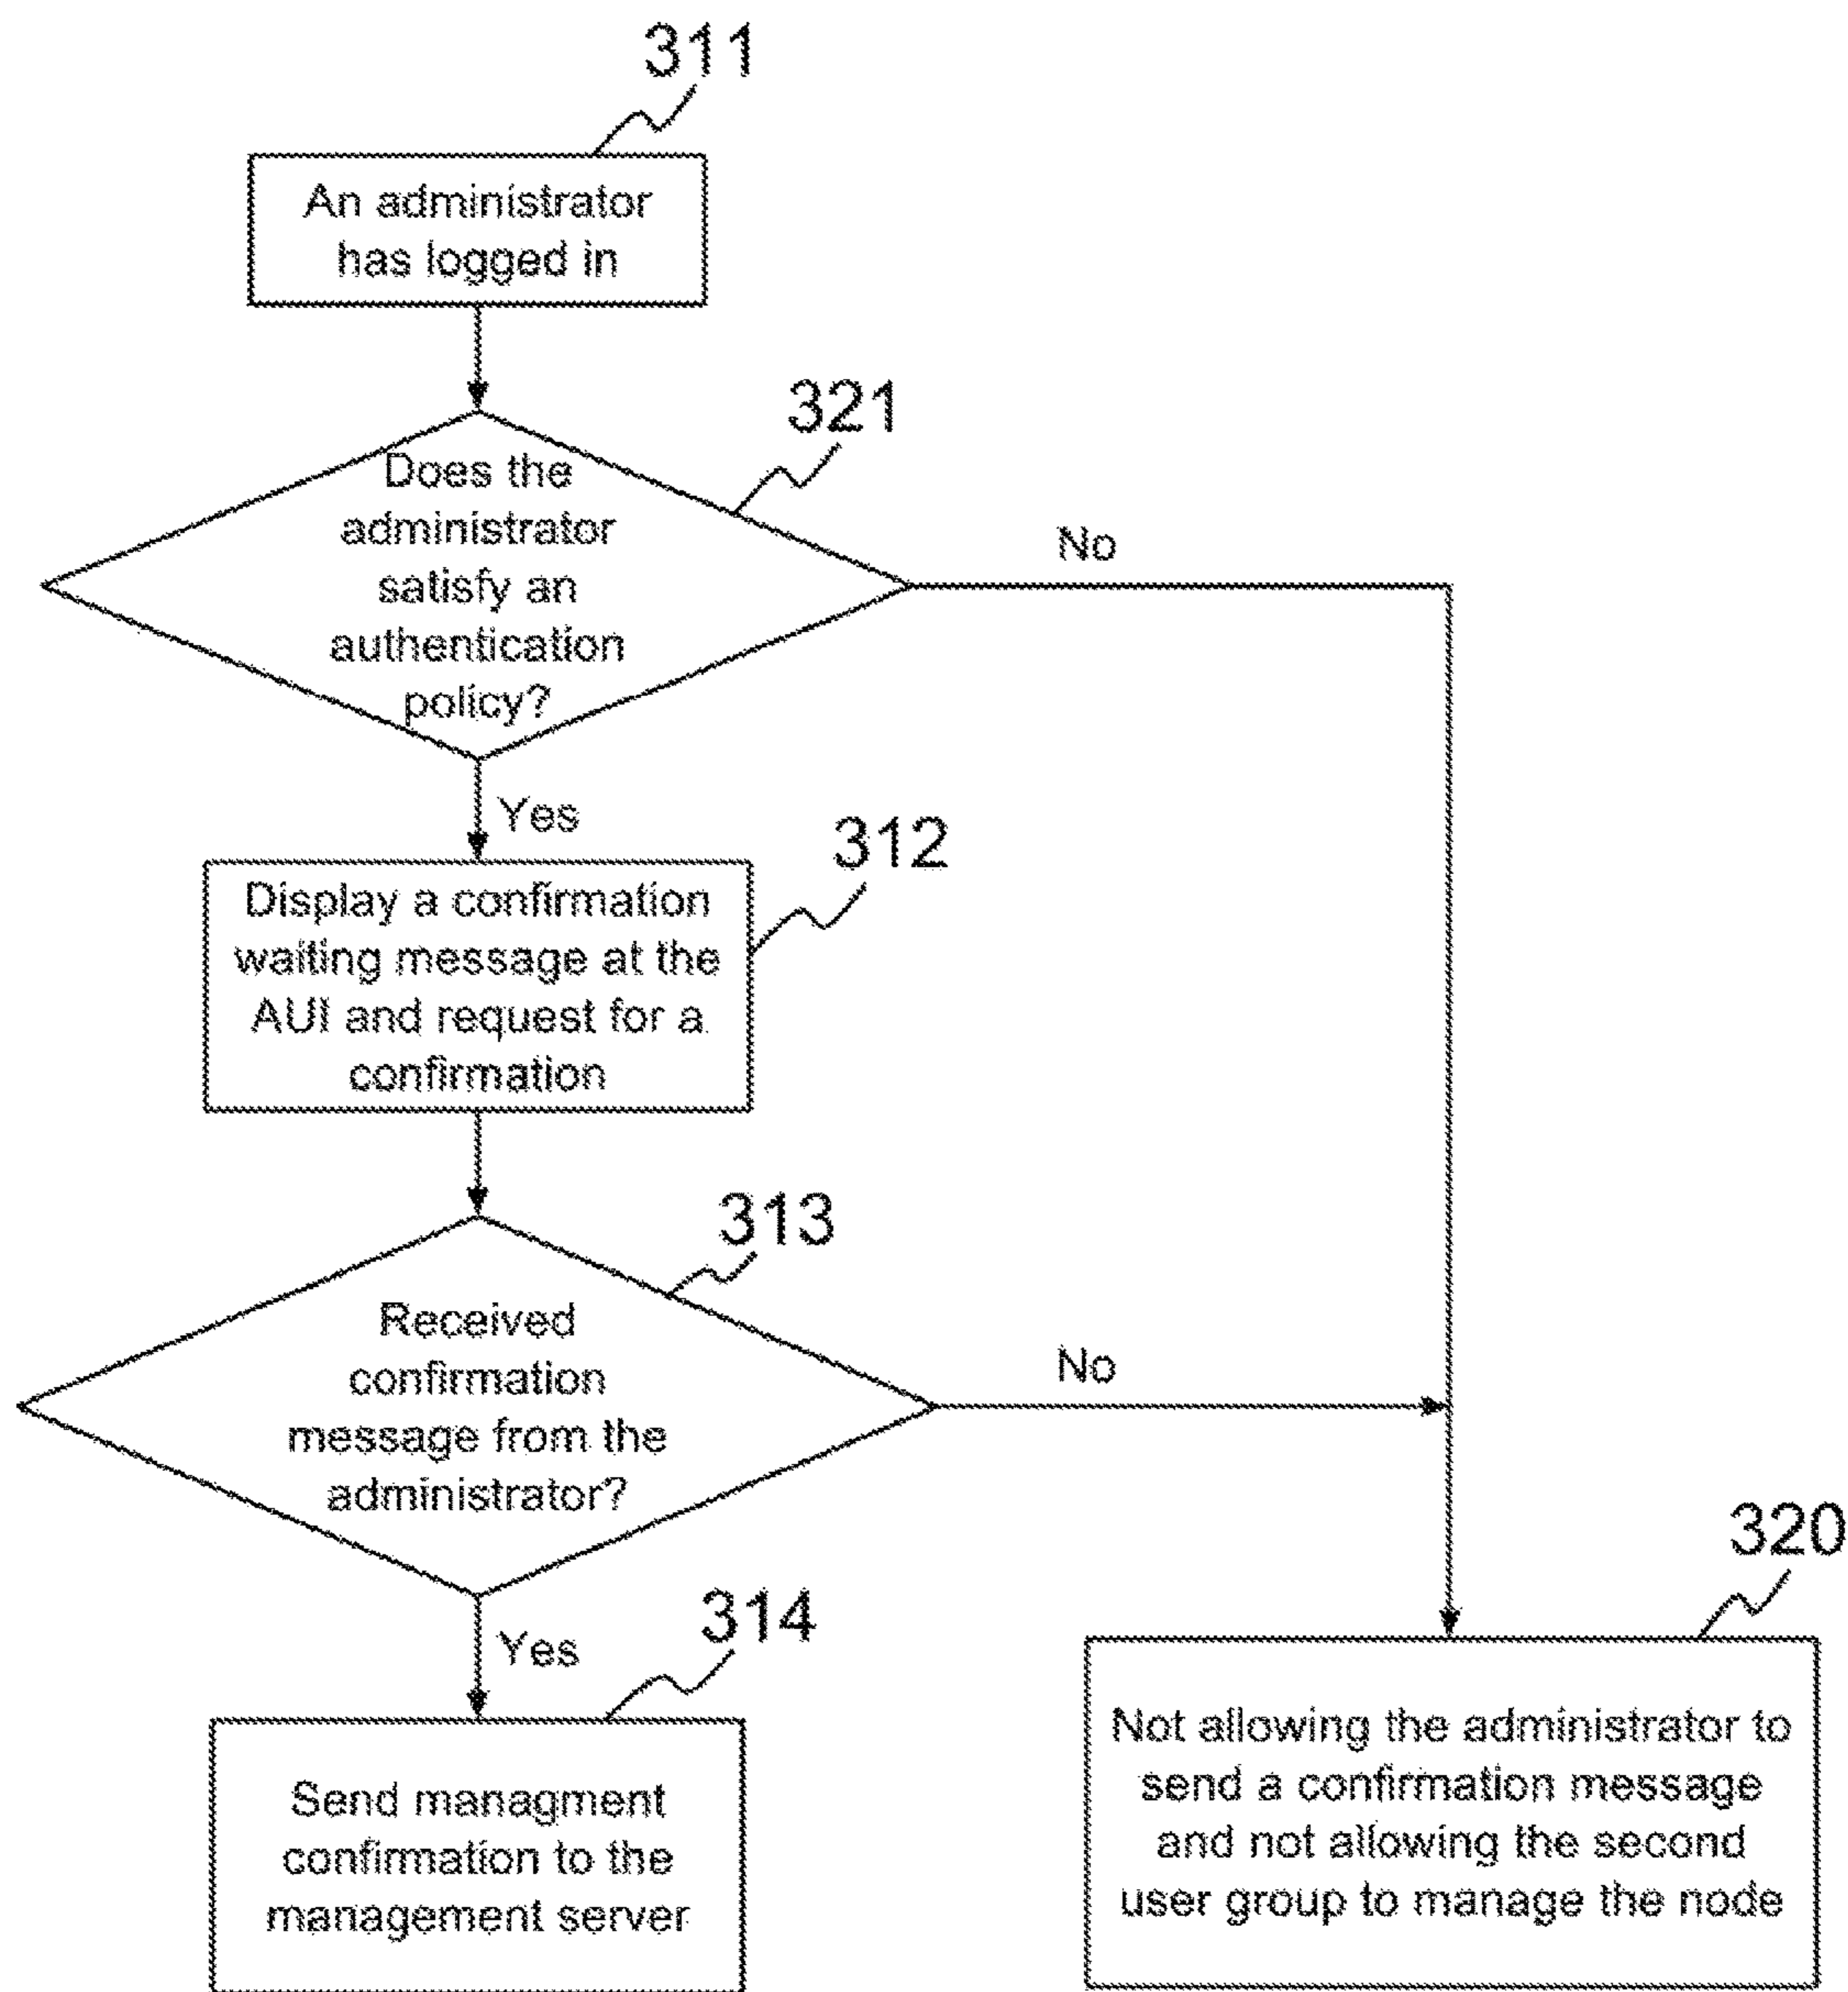 311
An administrator
has logged in
321
Does the
administrator
satisfy an
authentication
policy?
No
Yes
312
Display a confirmation
waiting message at the
AUI and request for a
confirmation
313
Received
confirmation
message from the
administrator?
No
Yes
314
Send managment
confirmation to the
management server
320
Not allowing the administrator to
send a confirmation message
and not allowing the second
user group to manage the node